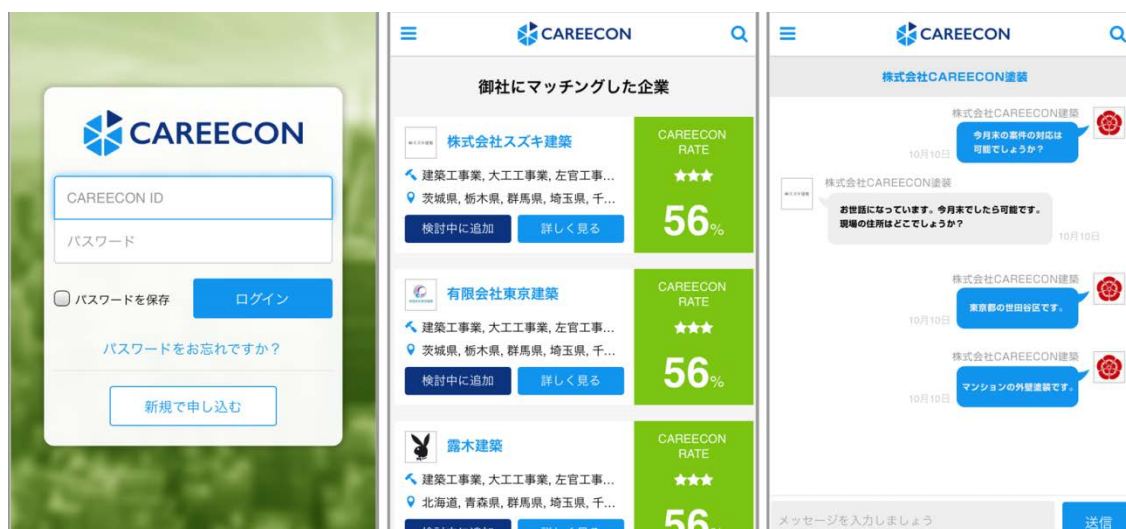 CAREECON
CAREECON ID
パスワード
パスワードを保存
ログイン
パスワードをお忘れですか？
新規で申し込む
CAREECON
御社にマッチングした企業
株式会社スズキ建築
建築工事業, 大工工事業, 左官工事...
茨城県, 栃木県, 群馬県, 埼玉県, 千...
検討中に追加
詳しく見る
CAREECON
RATE
56%
有限会社東京建築
建築工事業, 大工工事業, 左官工事...
茨城県, 栃木県, 群馬県, 埼玉県, 千...
検討中に追加
詳しく見る
CAREECON
RATE
56%
露木建築
建築工事業, 大工工事業, 左官工事...
北海道, 青森県, 群馬県, 埼玉県, 千...
検討中に追加
詳しく見る
CAREECON
RATE
56%
CAREECON
株式会社CAREECON塗装
株式会社CAREECON建築
今月末の案件の対応は
可能でしょうか？
10月10日
株式会社CAREECON塗装
お世話になっています。今月末でしたら可能です。
現場の住所はどこでしょうか？
10月10日
株式会社CAREECON建築
東京都の世田谷区です。
10月10日
株式会社CAREECON建築
マンションの外壁塗装です。
10月10日
メッセージを入力しましょう
送信